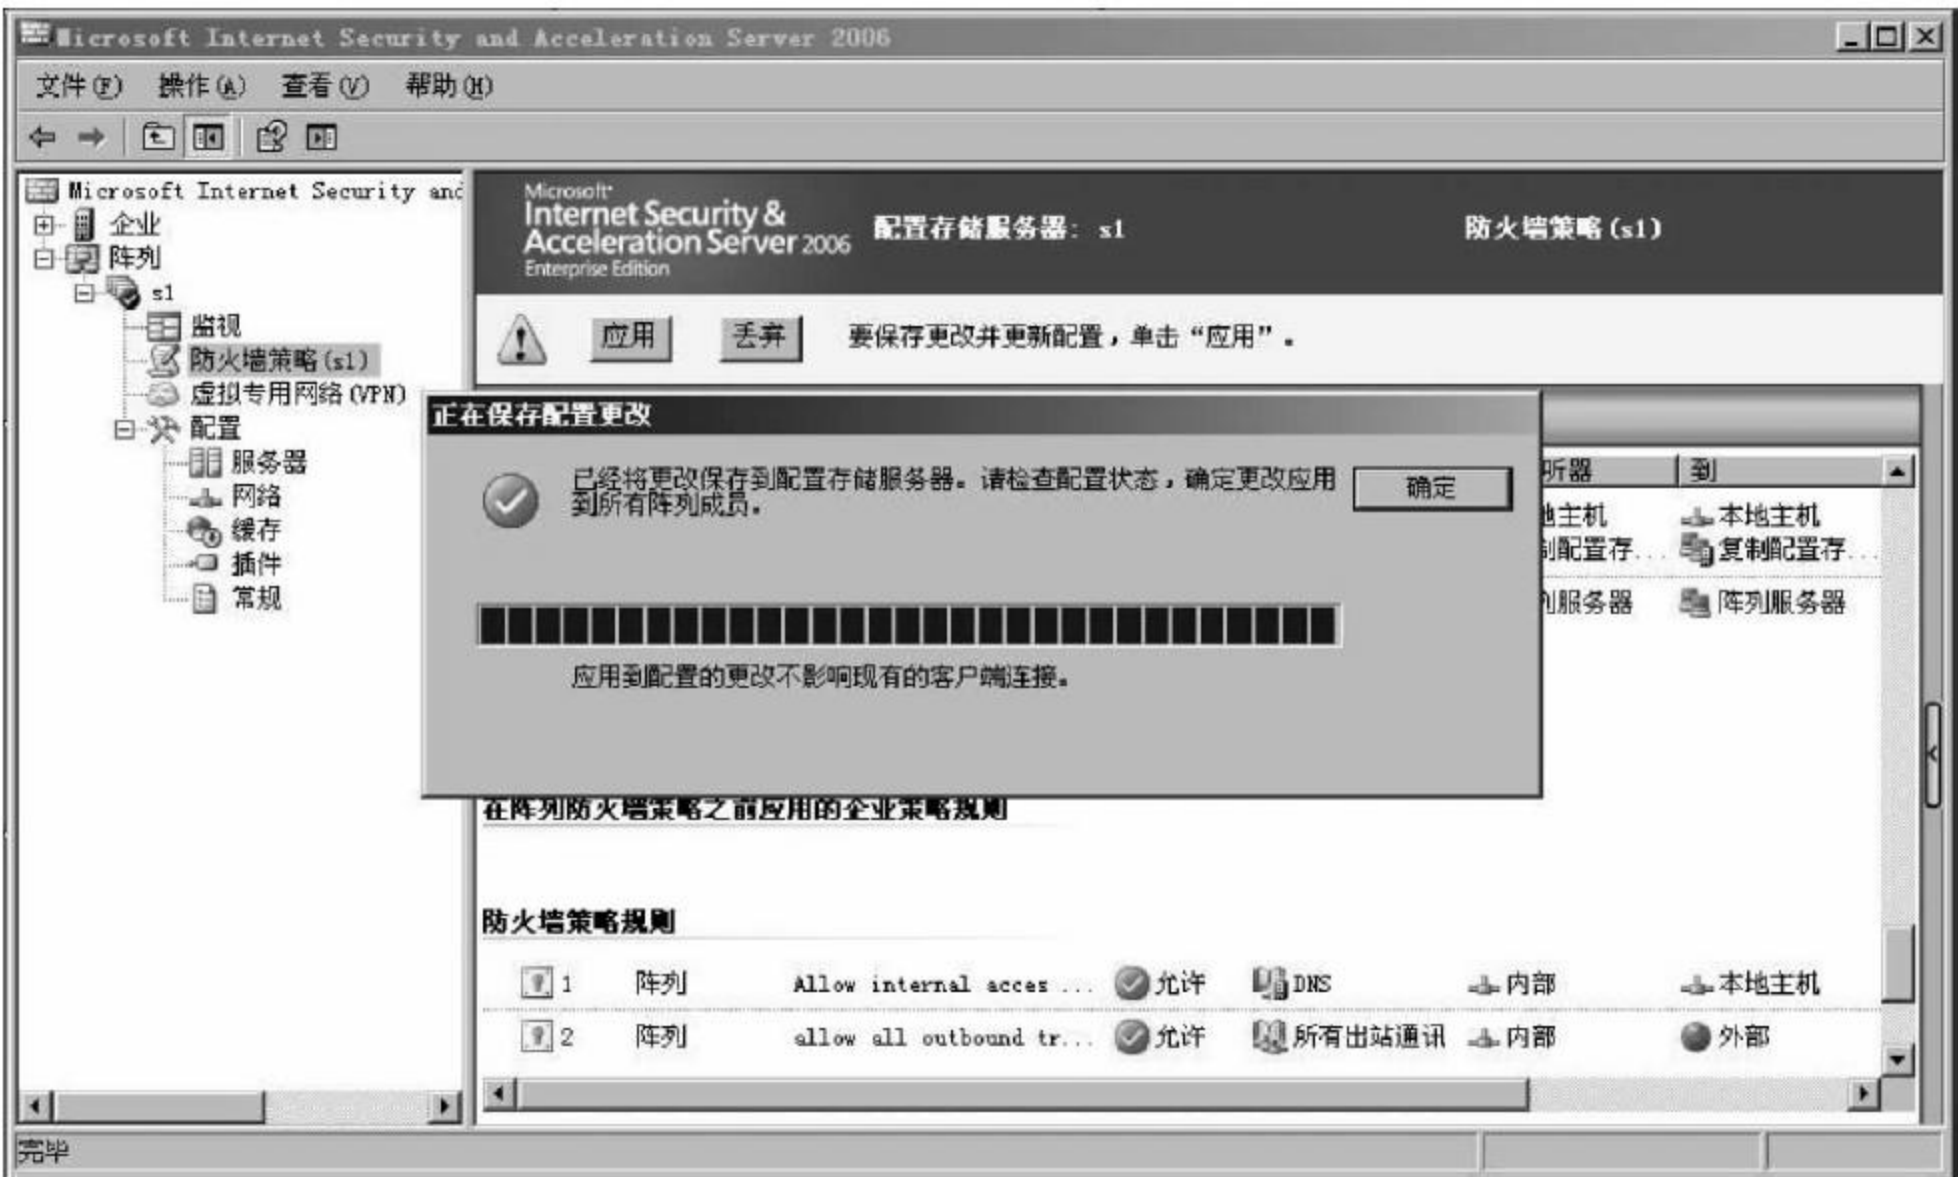 Microsoft Internet Security and Acceleration Server 2006
文件(F) 操作(A) 查看(V) 帮助(H)
Microsoft Internet Security and
企业
阵列
s1
监视
防火墙策略(s1)
虚拟专用网络(VPN)
配置
服务器
网络
缓存
插件
常规
Microsoft
Internet Security &
Acceleration Server 2006
Enterprise Edition
配置存储服务器: s1
防火墙策略(s1)
应用 丢弃 要保存更改并更新配置，单击“应用”。
正在保存配置更改
已经将更改保存到配置存储服务器。请检查配置状态，确定更改应用
到所有阵列成员。
确定
应用到配置的更改不影响现有的客户端连接。
听器 到
主机 本地主机
配置存... 复制配置存...
服务器 阵列服务器
在阵列防火墙策略之前应用的企业策略规则
防火墙策略规则
1 阵列 Allow internal acces ... 允许 DNS 内部 本地主机
2 阵列 allow all outbound tr... 允许 所有出站通讯 内部 外部
完毕